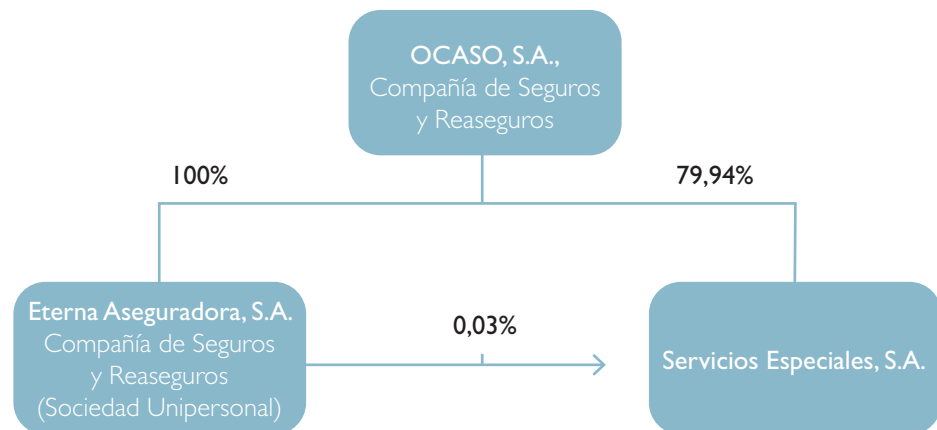 OCASO, S.A.,
Compañía de Seguros
y Reaseguros
100%
79,94%
Eterna Aseguradora, S.A.
Compañía de Seguros
y Reaseguros
(Sociedad Unipersonal)
0,03%
Servicios Especiales, S.A.